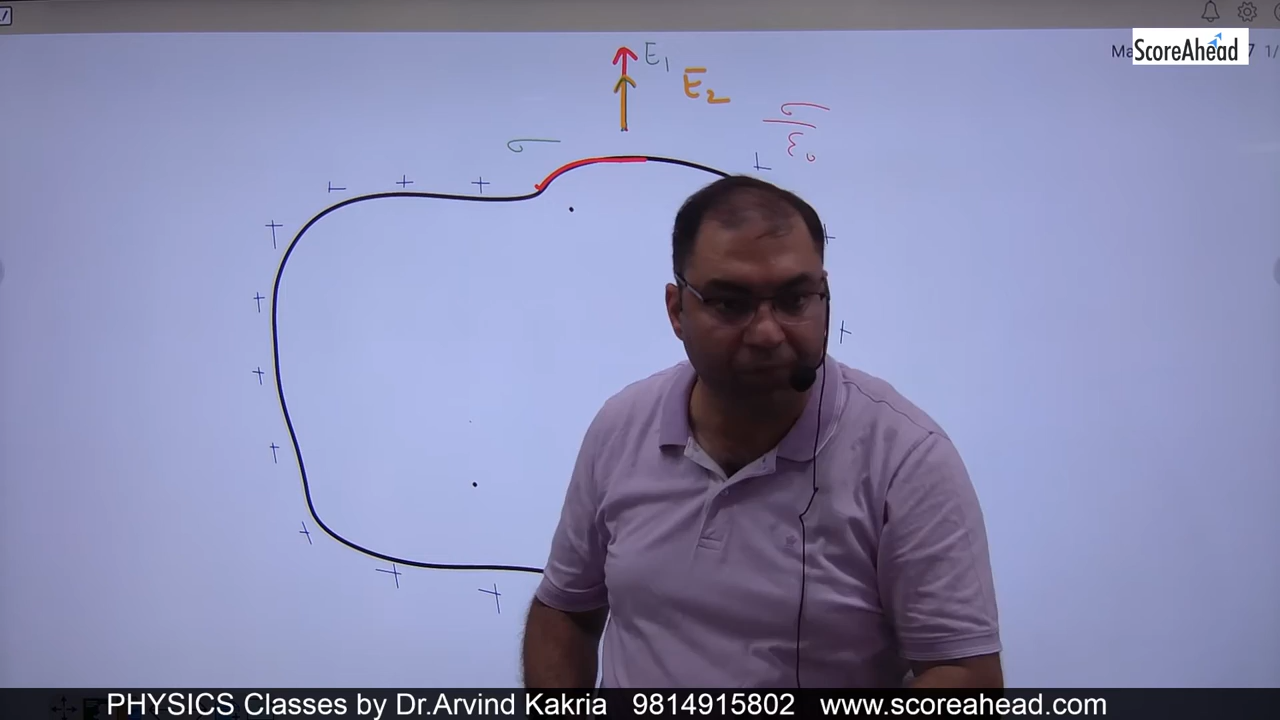 ScoreAhead
E₁
E₂
σ
σ
ε₀
PHYSICS Classes by Dr.Arvind Kakria 9814915802 www.scoreahead.com